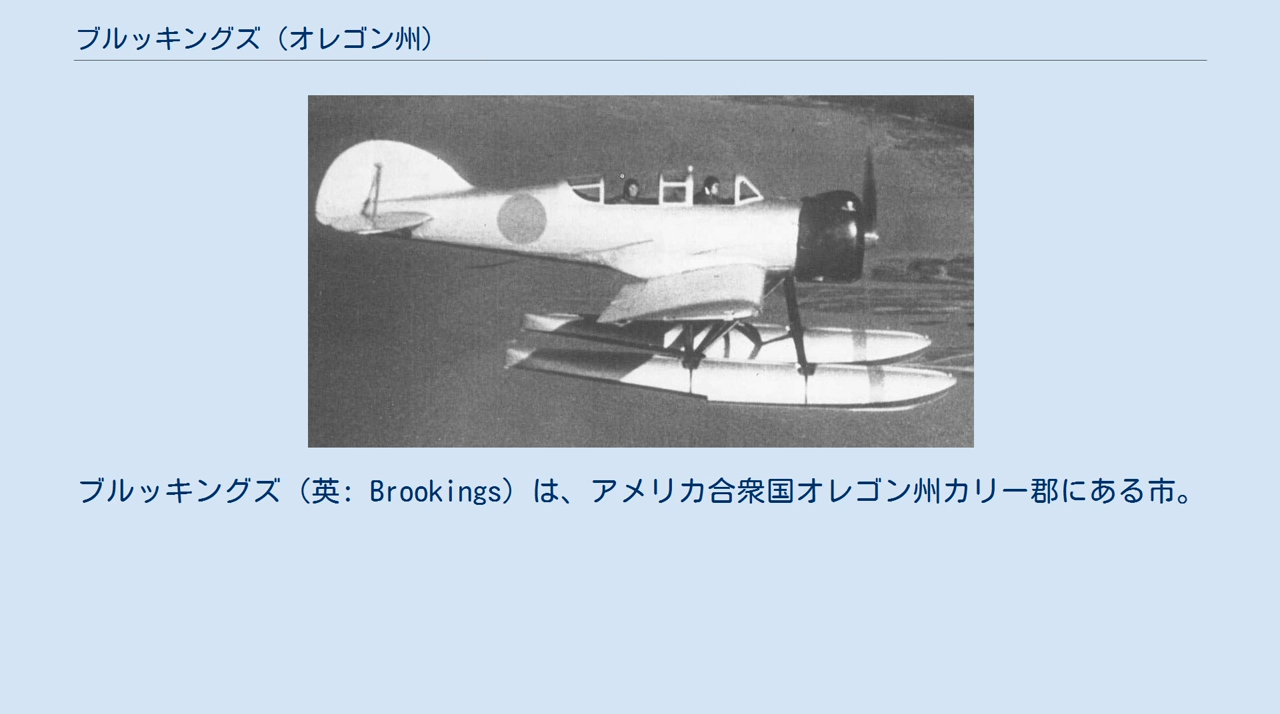 ブルッキングズ（オレゴン州）
ブルッキングズ（英: Brookings）は、アメリカ合衆国オレゴン州カリー郡にある市。